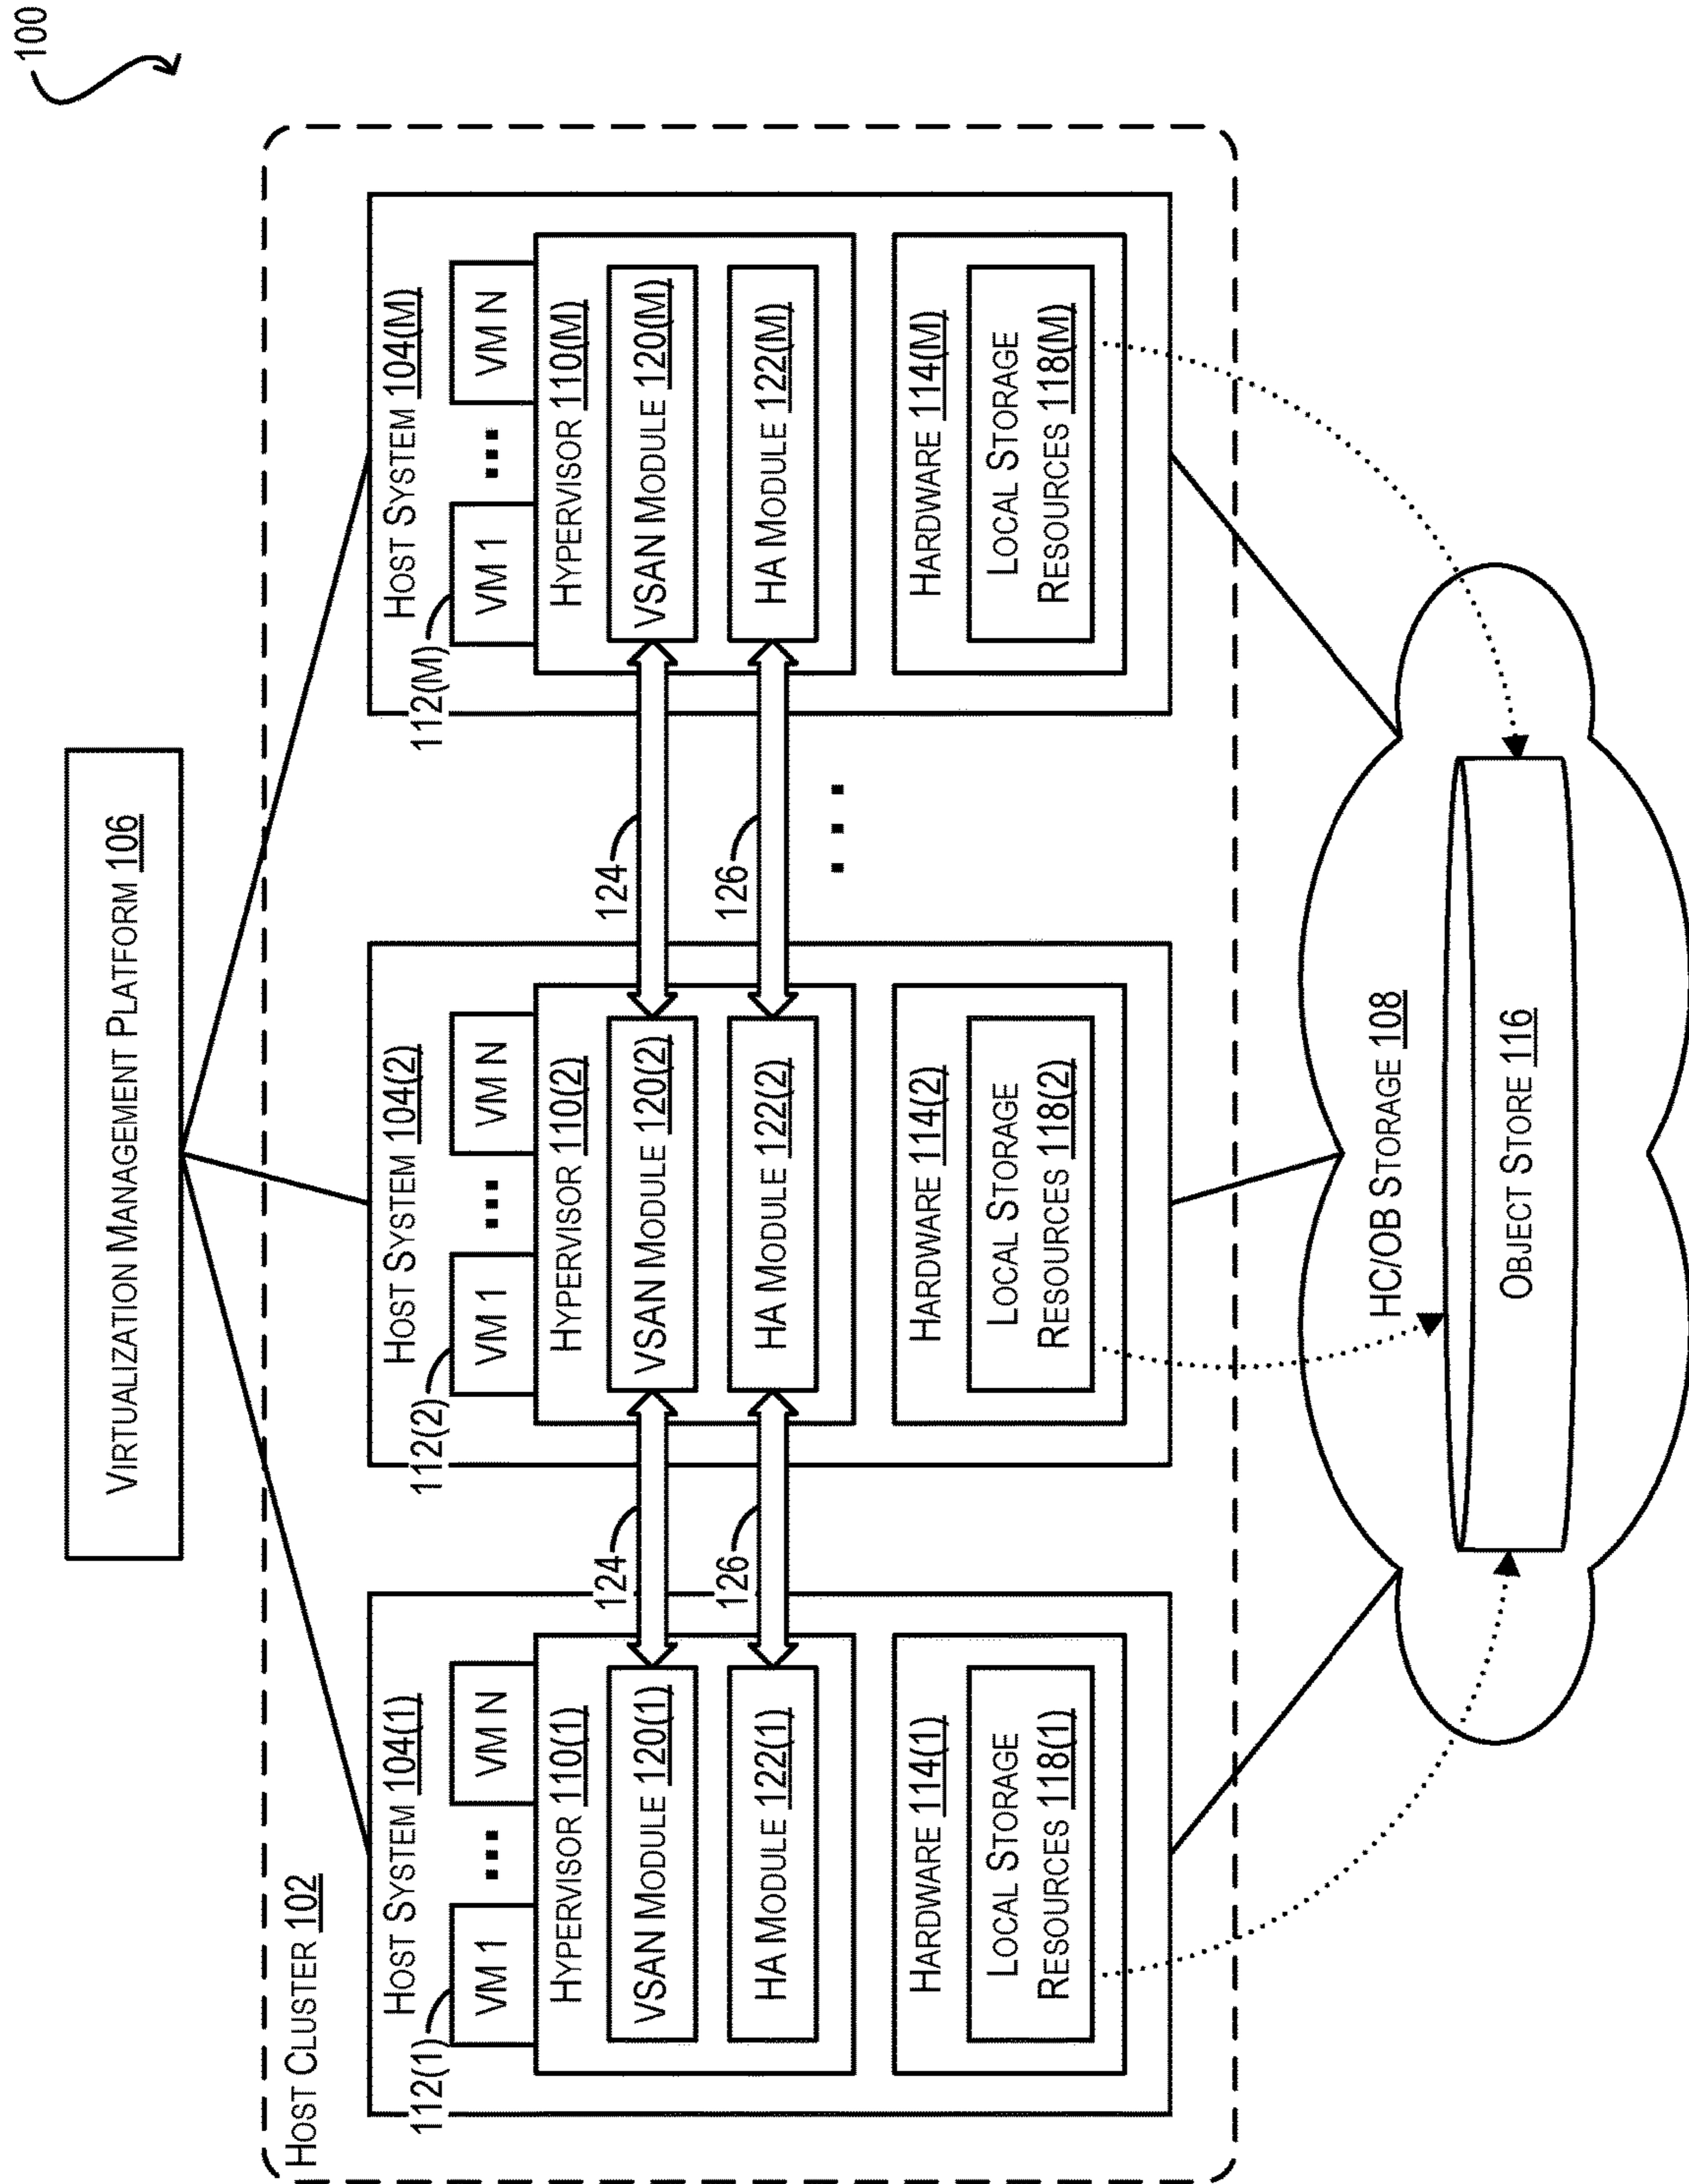 100
VIRTUALIZATION MANAGEMENT PLATFORM 106
HOST CLUSTER 102
HOST SYSTEM 104(1)
112(1)
VM 1
...
VM N
HYPERVISOR 110(1)
VSAN MODULE 120(1)
HA MODULE 122(1)
HARDWARE 114(1)
LOCAL STORAGE
RESOURCES 118(1)
124
126
HOST SYSTEM 104(2)
112(2)
VM 1
...
VM N
HYPERVISOR 110(2)
VSAN MODULE 120(2)
HA MODULE 122(2)
HARDWARE 114(2)
LOCAL STORAGE
RESOURCES 118(2)
124
126
...
HOST SYSTEM 104(M)
112(M)
VM 1
...
VM N
HYPERVISOR 110(M)
VSAN MODULE 120(M)
HA MODULE 122(M)
HARDWARE 114(M)
LOCAL STORAGE
RESOURCES 118(M)
HC/OB STORAGE 108
OBJECT STORE 116